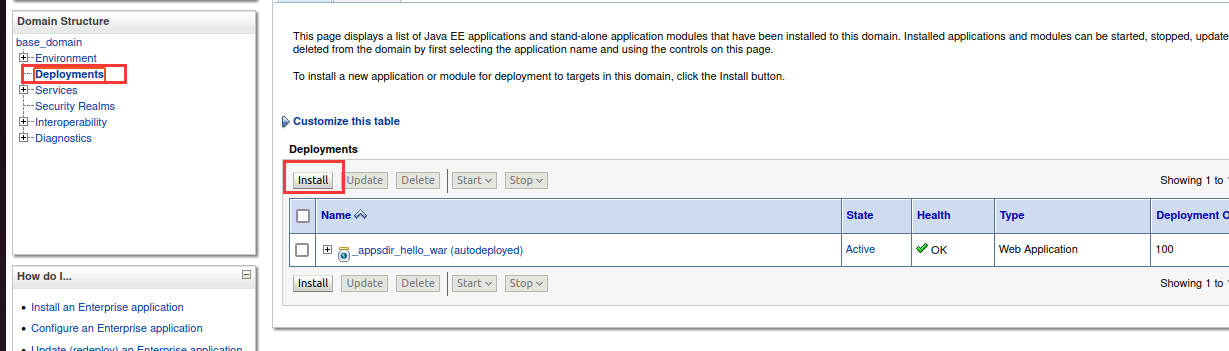 Domain Structure
base_domain
Environment
Deployments
Services
Security Realms
Interoperability
Diagnostics
How do I...
Install an Enterprise application
Configure an Enterprise application
Update (redeploy) an Enterprise application
This page displays a list of Java EE applications and stand-alone application modules that have been installed to this domain. Installed applications and modules can be started, stopped, update
deleted from the domain by first selecting the application name and using the controls on this page.
To install a new application or module for deployment to targets in this domain, click the Install button.
Customize this table
Deployments
Install Update Delete Start Stop Showing 1 to 1
Name State Health Type Deployment O
_appsdir_hello_war (autodeployed) Active OK Web Application 100
Install Update Delete Start Stop Showing 1 to 1